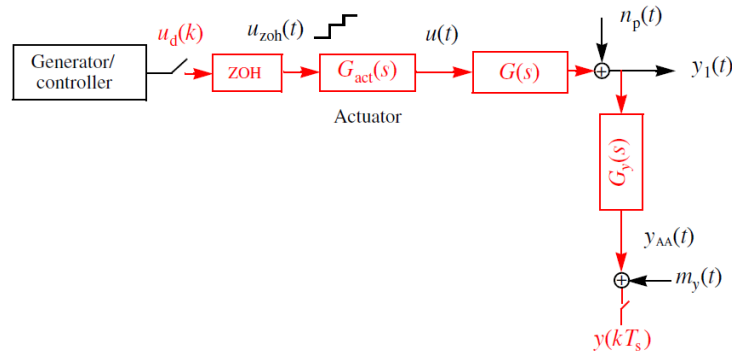 n_p(t)
u_d(k)
u_zoh(t)
u(t)
Generator/
controller
ZOH
G_act(s)
G(s)
y_1(t)
Actuator
G_y(s)
y_AA(t)
m_y(t)
y(kT_s)